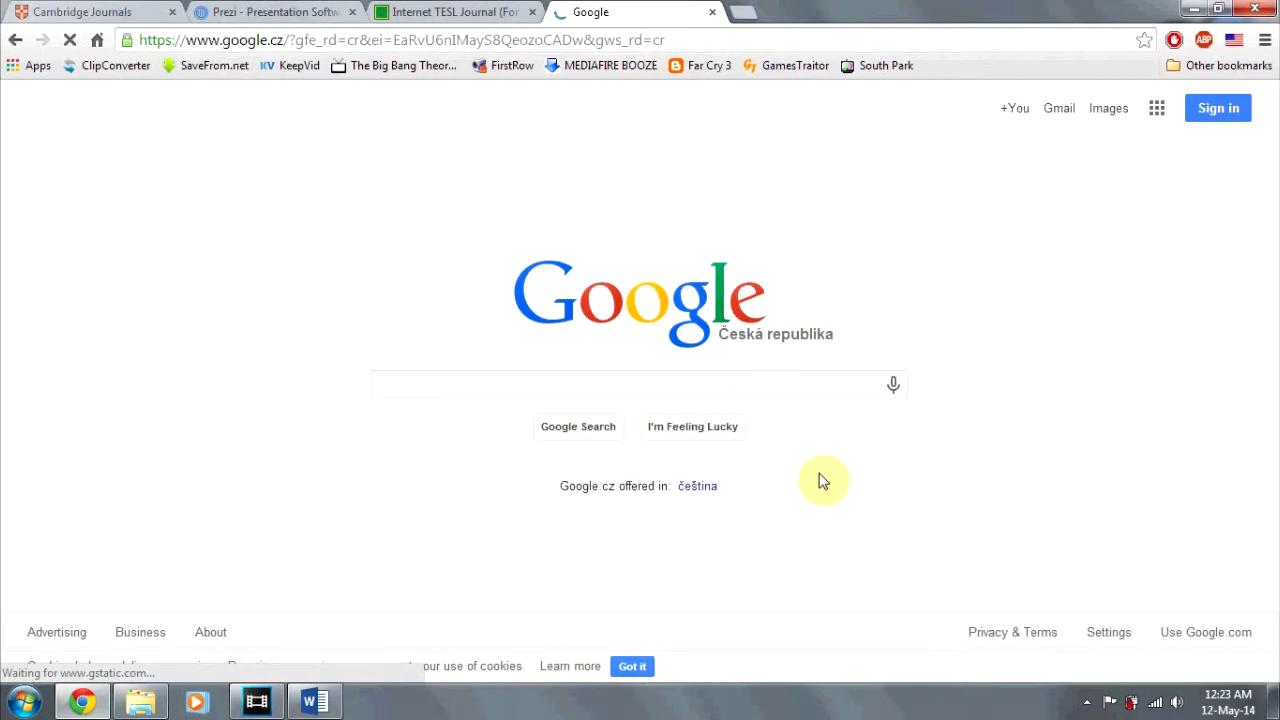 Cambridge Journals
Prezi - Presentation Softw
Internet TESL Journal (For
Google
https://www.google.cz/?gfe_rd=cr&ei=EaRvU6nIMayS8QeozoCADw&gws_rd=cr
ABP
Apps
ClipConverter
SaveFrom.net
KV KeepVid
The Big Bang Theor...
FirstRow
MEDIAFIRE BOOZE
Far Cry 3
GamesTraitor
South Park
Other bookmarks
+You
Gmail
Images
Sign in
Google
Česká republika
Google Search
I'm Feeling Lucky
Google.cz offered in: čeština
Advertising
Business
About
Privacy & Terms
Settings
Use Google.com
our use of cookies.
Learn more
Got it
Waiting for www.gstatic.com...
12:23 AM
12-May-14